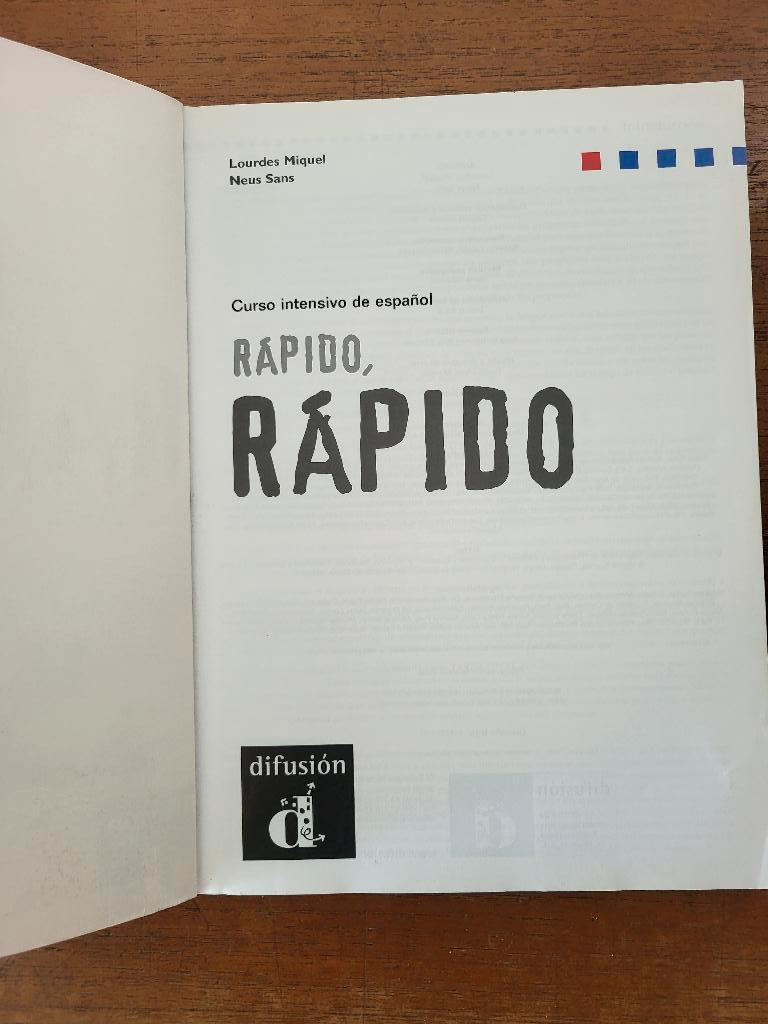 Lourdes Miquel
Neus Sans
Curso intensivo de español
RÁPIDO,
RÁPIDO
difusión
d